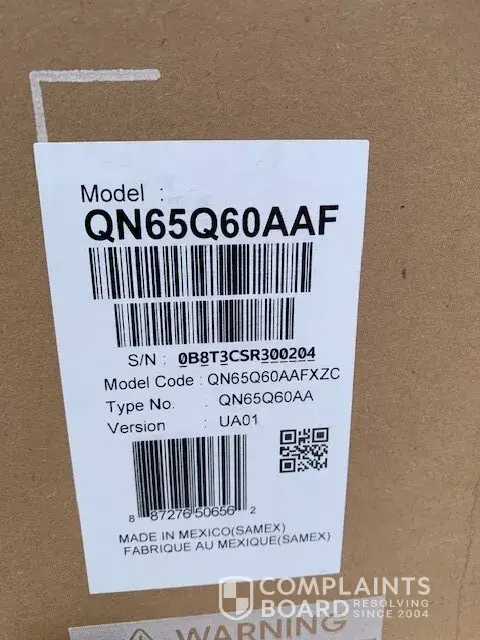 Model :
QN65Q60AAF
S/N : 0B8T3CSR300204
Model Code : QN65Q60AAFXZC
Type No. : QN65Q60AA
Version : UA01
8 87276 50656 2
MADE IN MEXICO(SAMEX)
FABRIQUE AU MEXIQUE(SAMEX)
COMPLAINTS
BOARD RESOLVING
SINCE 2004
WARNING